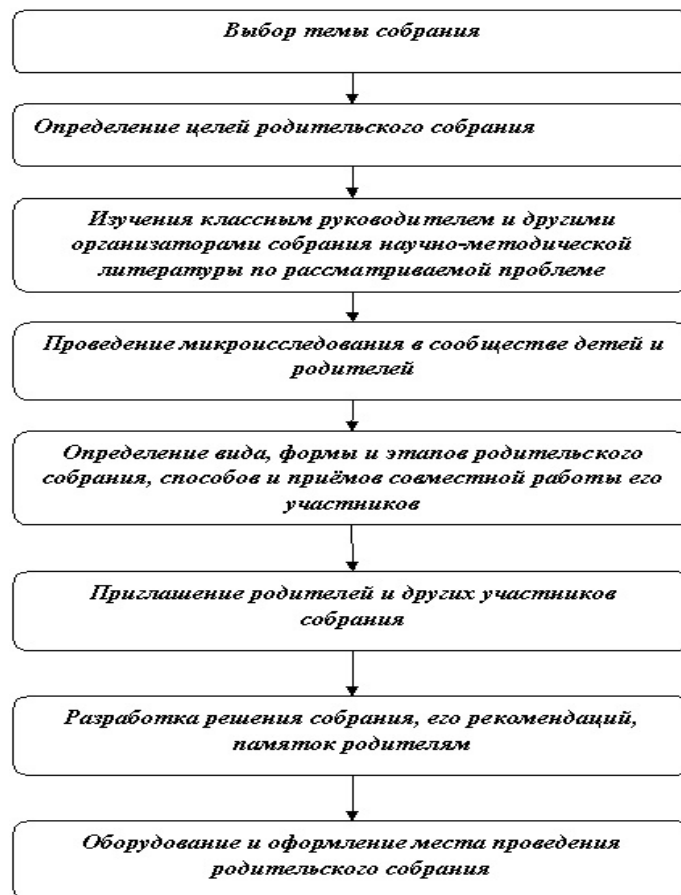 Выбор темы собрания
Определение целей родительского собрания
Изучения классным руководителем и другими
организаторами собрания научно-методической
литературы по рассматриваемой проблеме
Проведение микроисследования в сообществе детей и
родителей
Определение вида, формы и этапов родительского
собрания, способов и приёмов совместной работы его
участников
Приглашение родителей и других участников
собрания
Разработка решения собрания, его рекомендаций,
памяток родителям
Оборудование и оформление места проведения
родительского собрания